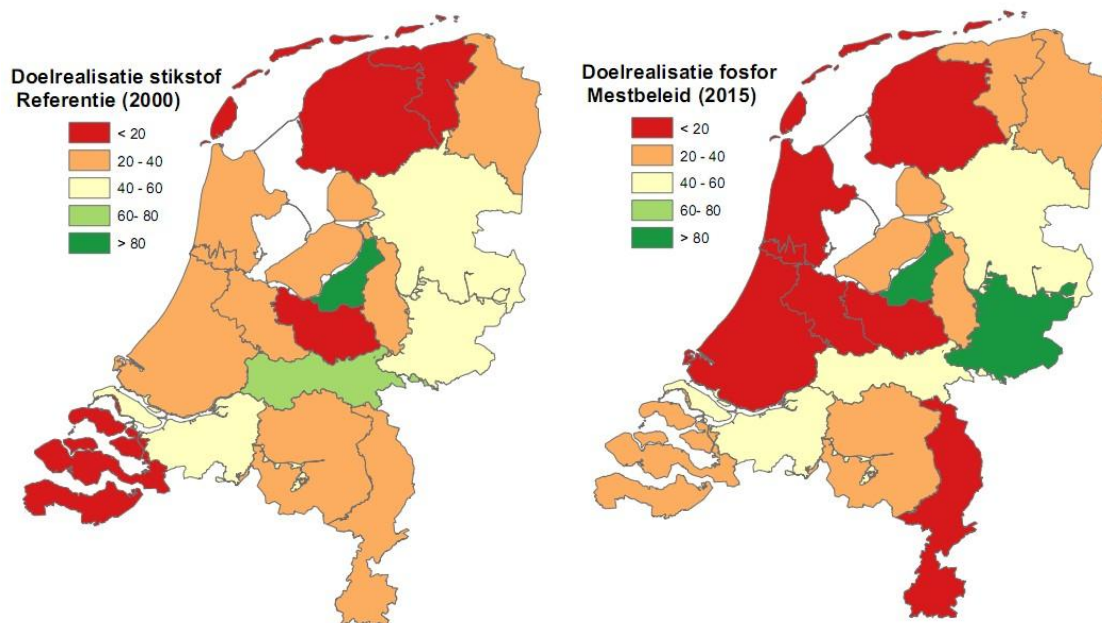 Doelrealisatie stikstof
Referentie (2000)
< 20
20 - 40
40 - 60
60- 80
> 80
Doelrealisatie fosfor
Mestbeleid (2015)
< 20
20 - 40
40 - 60
60- 80
> 80